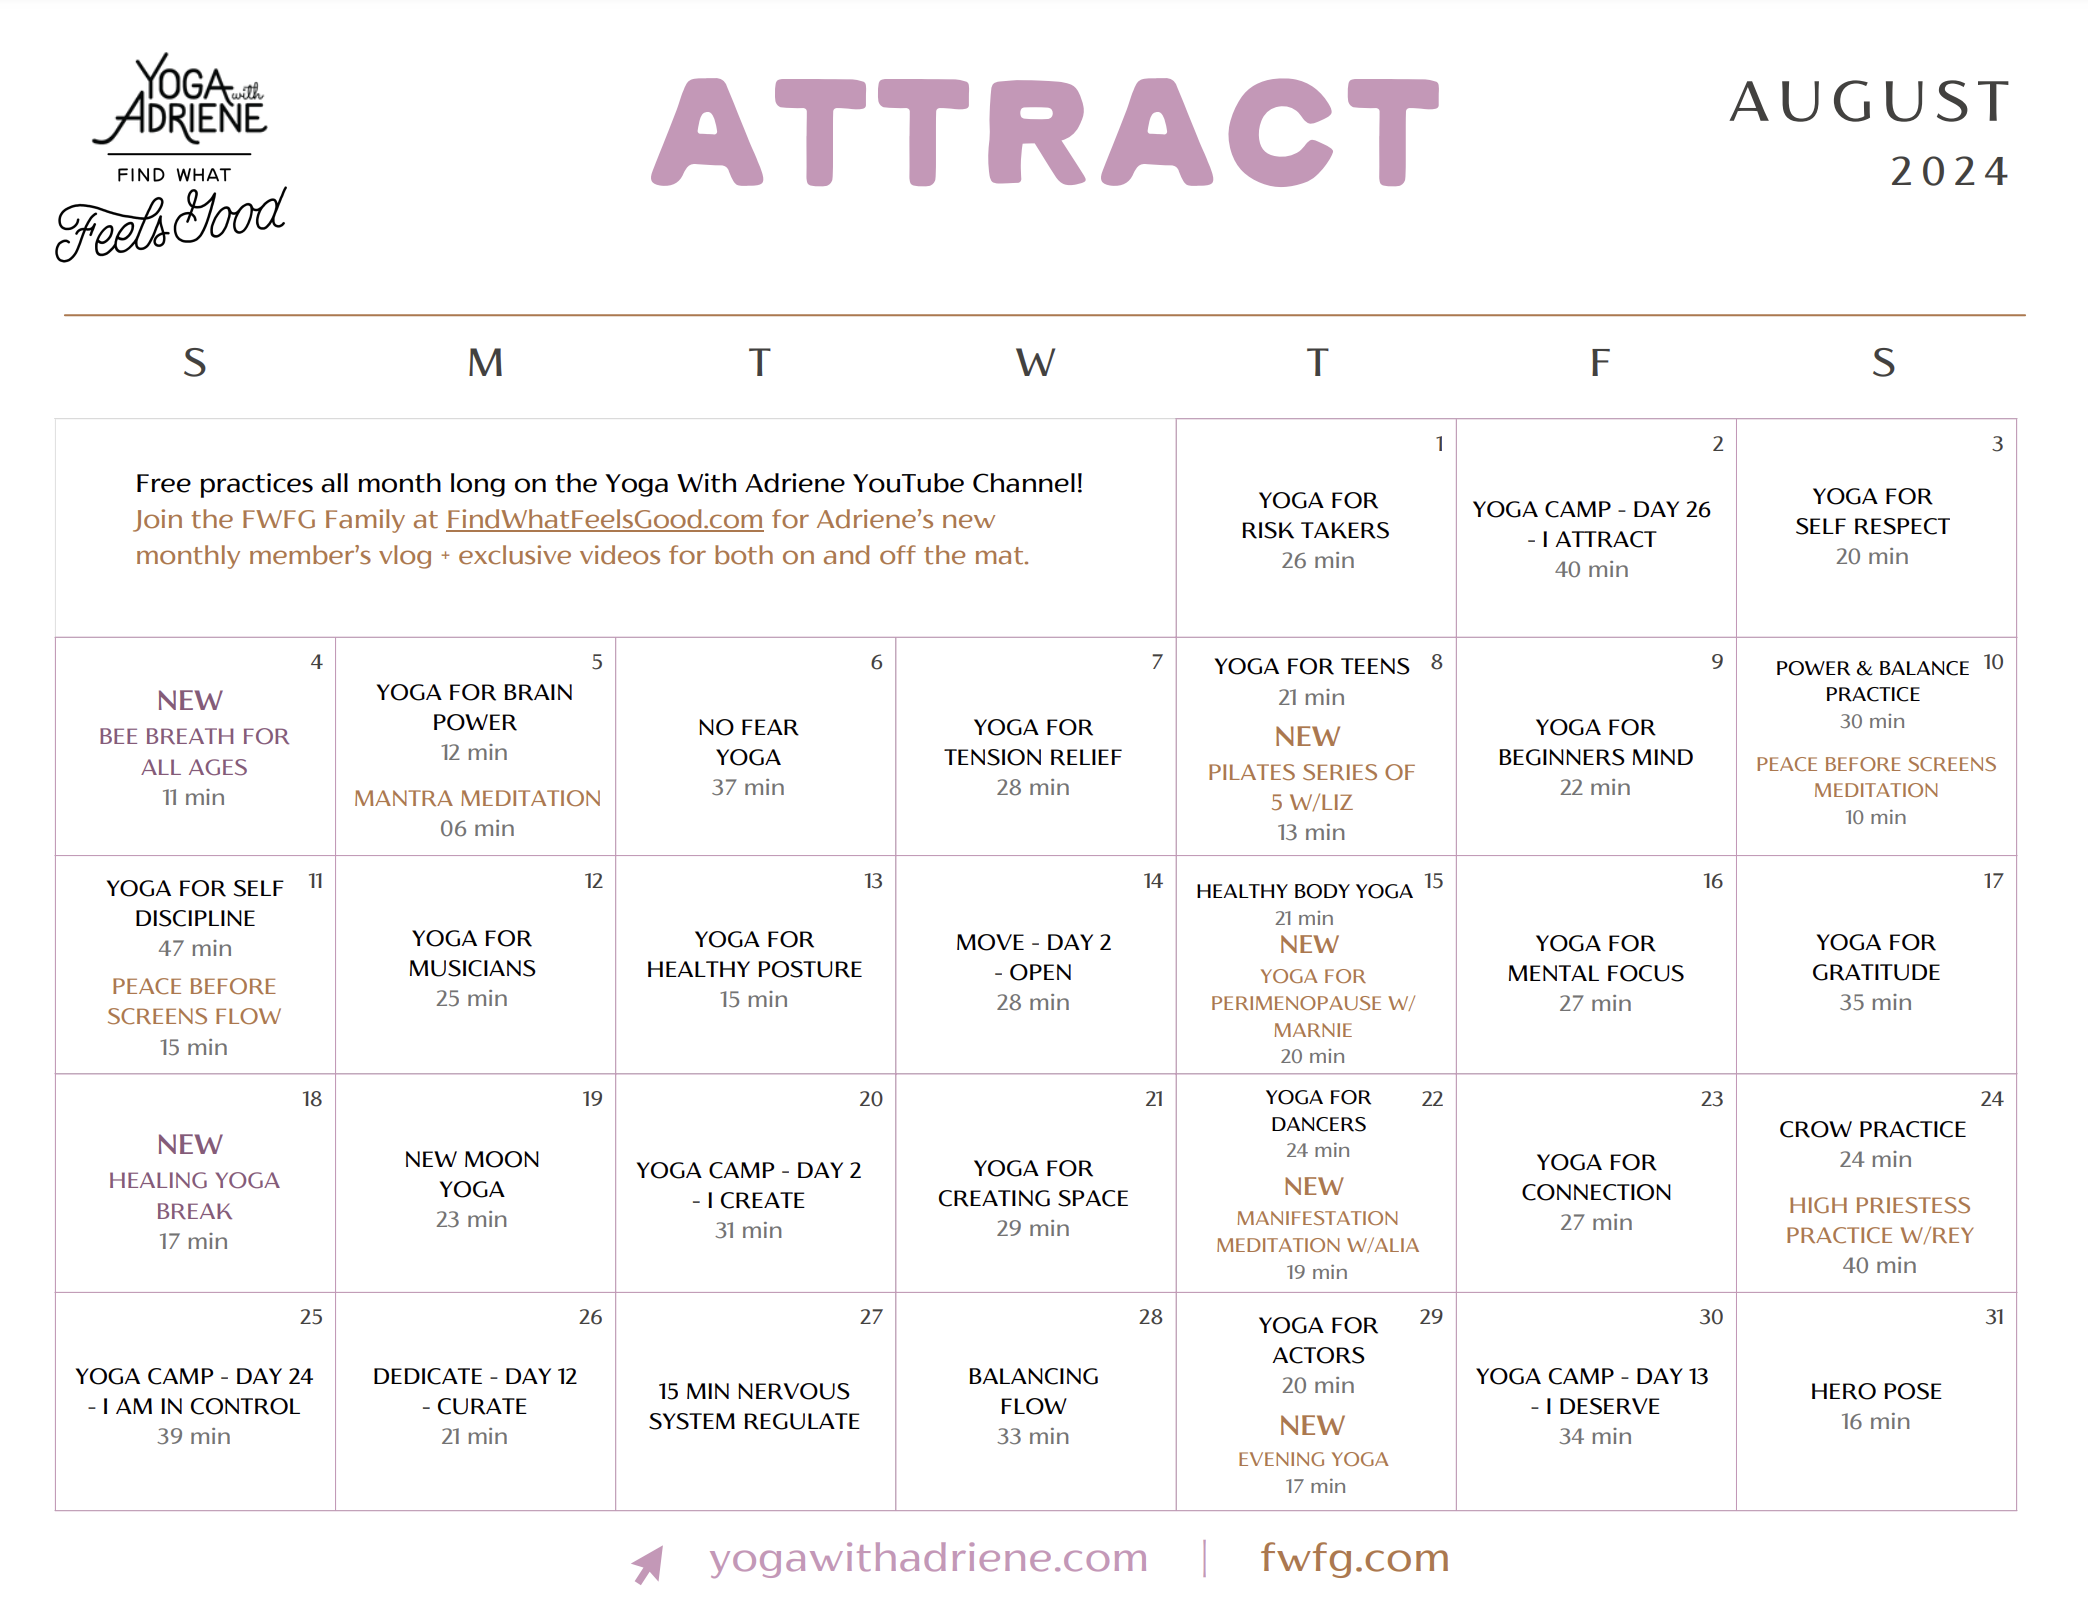 YOGA with
ADRIENE
FIND WHAT
Feels Good
ATTRACT
AUGUST
2024
S M T W T F S
Free practices all month long on the Yoga With Adriene YouTube Channel!
Join the FWFG Family at FindWhatFeelsGood.com for Adriene's new
monthly member's vlog + exclusive videos for both on and off the mat.
1
YOGA FOR
RISK TAKERS
26 min
2
YOGA CAMP - DAY 26
- I ATTRACT
40 min
3
YOGA FOR
SELF RESPECT
20 min
4
NEW
BEE BREATH FOR
ALL AGES
11 min
5
YOGA FOR BRAIN
POWER
12 min
MANTRA MEDITATION
06 min
6
NO FEAR
YOGA
37 min
7
YOGA FOR
TENSION RELIEF
28 min
YOGA FOR TEENS 8
21 min
NEW
PILATES SERIES OF
5 W/LIZ
13 min
9
YOGA FOR
BEGINNERS MIND
22 min
POWER & BALANCE 10
PRACTICE
30 min
PEACE BEFORE SCREENS
MEDITATION
10 min
YOGA FOR SELF 11
DISCIPLINE
47 min
PEACE BEFORE
SCREENS FLOW
15 min
12
YOGA FOR
MUSICIANS
25 min
13
YOGA FOR
HEALTHY POSTURE
15 min
14
MOVE - DAY 2
- OPEN
28 min
HEALTHY BODY YOGA 15
21 min
NEW
YOGA FOR
PERIMENOPAUSE W/
MARNIE
20 min
16
YOGA FOR
MENTAL FOCUS
27 min
17
YOGA FOR
GRATITUDE
35 min
18
NEW
HEALING YOGA
BREAK
17 min
19
NEW MOON
YOGA
23 min
20
YOGA CAMP - DAY 2
- I CREATE
31 min
21
YOGA FOR
CREATING SPACE
29 min
YOGA FOR 22
DANCERS
24 min
NEW
MANIFESTATION
MEDITATION W/ALIA
19 min
23
YOGA FOR
CONNECTION
27 min
24
CROW PRACTICE
24 min
HIGH PRIESTESS
PRACTICE W/REY
40 min
25
YOGA CAMP - DAY 24
- I AM IN CONTROL
39 min
26
DEDICATE - DAY 12
- CURATE
21 min
27
15 MIN NERVOUS
SYSTEM REGULATE
28
BALANCING
FLOW
33 min
YOGA FOR 29
ACTORS
20 min
NEW
EVENING YOGA
17 min
30
YOGA CAMP - DAY 13
- I DESERVE
34 min
31
HERO POSE
16 min
yogawithadriene.com | fwfg.com